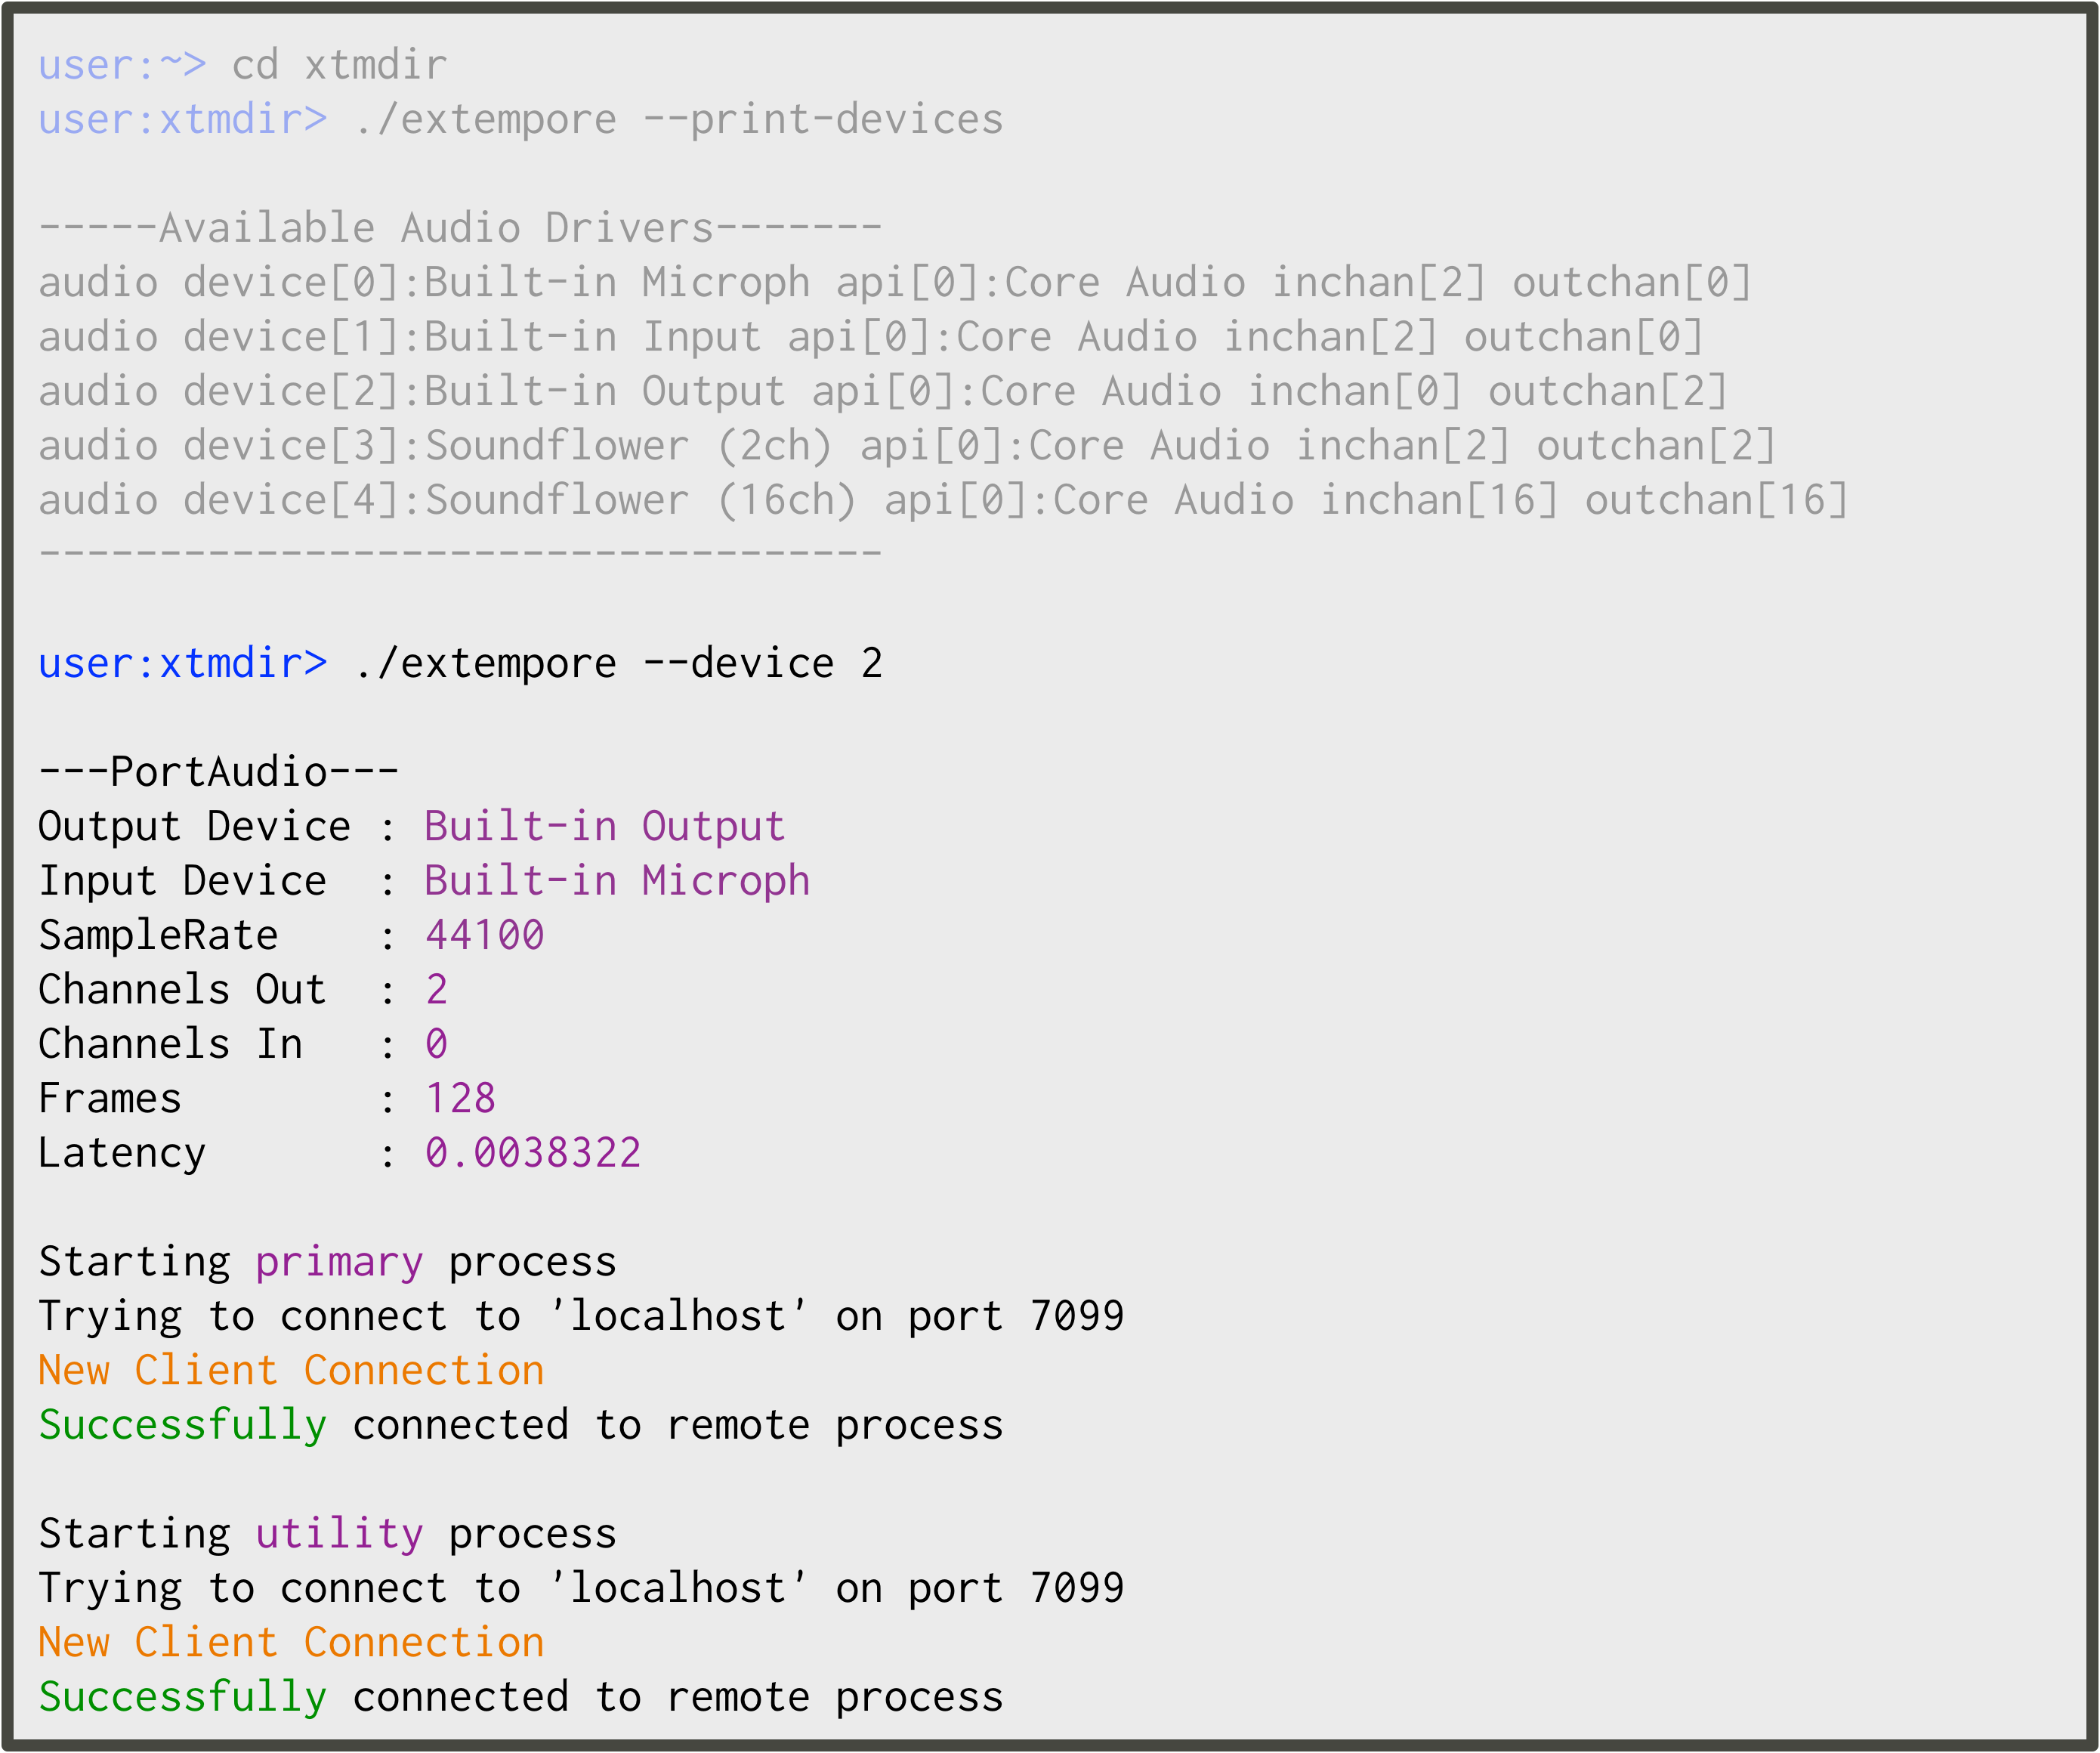 user:~> cd xtmdir
user:xtmdir> ./extempore --print-devices
-----Available Audio Drivers-------
audio device[0]:Built-in Microph api[0]:Core Audio inchan[2] outchan[0]
audio device[1]:Built-in Input api[0]:Core Audio inchan[2] outchan[0]
audio device[2]:Built-in Output api[0]:Core Audio inchan[0] outchan[2]
audio device[3]:Soundflower (2ch) api[0]:Core Audio inchan[2] outchan[2]
audio device[4]:Soundflower (16ch) api[0]:Core Audio inchan[16] outchan[16]
-----------------------------------
user:xtmdir> ./extempore --device 2
---PortAudio---
Output Device : Built-in Output
Input Device  : Built-in Microph
SampleRate    : 44100
Channels Out  : 2
Channels In   : 0
Frames        : 128
Latency       : 0.0038322
Starting primary process
Trying to connect to 'localhost' on port 7099
New Client Connection
Successfully connected to remote process
Starting utility process
Trying to connect to 'localhost' on port 7099
New Client Connection
Successfully connected to remote process